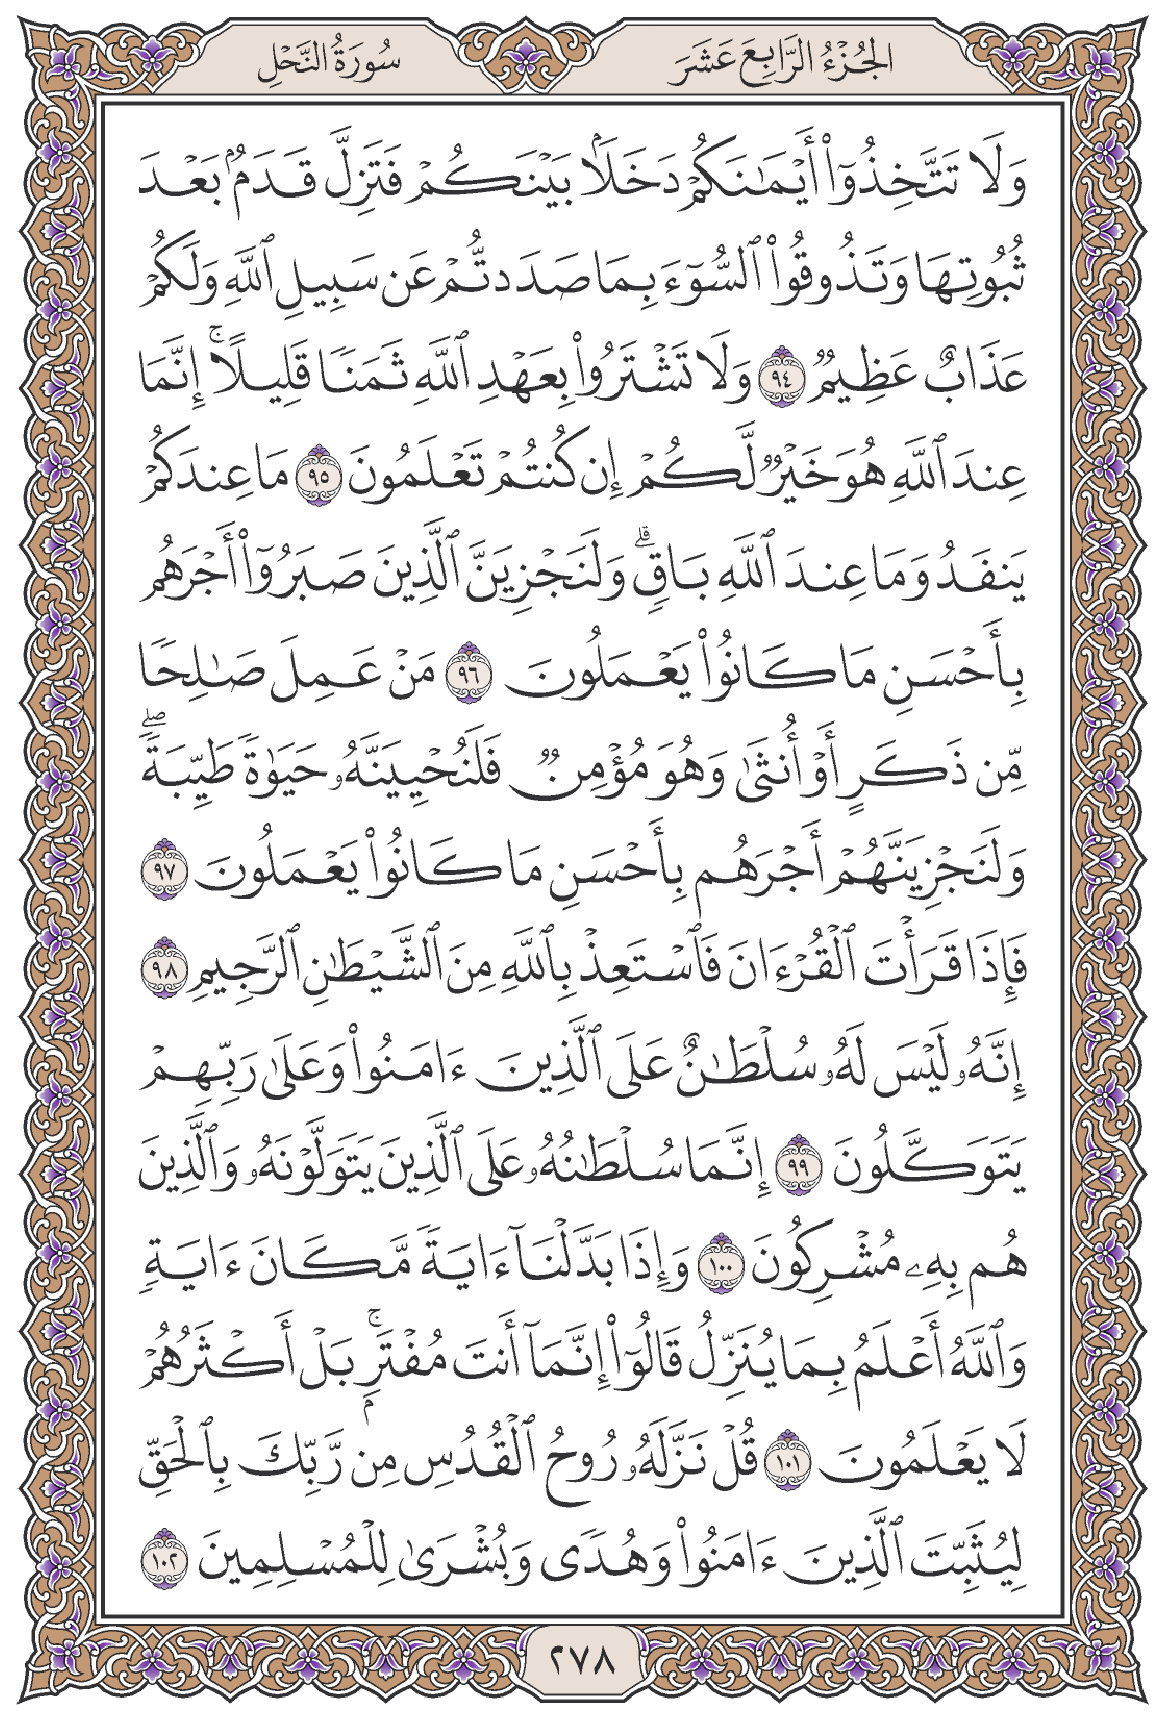 الجُزْءُ الرَّابِعَ عَشَرَ
سُورَةُ النَّحْلِ
وَلَا تَتَّخِذُوٓا۟ أَيْمَٰنَكُمْ دَخَلًۢا بَيْنَكُمْ فَتَزِلَّ قَدَمٌۢ بَعْدَ
ثُبُوتِهَا وَتَذُوقُوا۟ ٱلسُّوٓءَ بِمَا صَدَدتُّمْ عَن سَبِيلِ ٱللَّهِ وَلَكُمْ
عَذَابٌ عَظِيمٌ ٩٤ وَلَا تَشْتَرُوا۟ بِعَهْدِ ٱللَّهِ ثَمَنًا قَلِيلًا ۚ إِنَّمَا
عِندَ ٱللَّهِ هُوَ خَيْرٌ لَّكُمْ إِن كُنتُمْ تَعْلَمُونَ ٩٥ مَا عِندَكُمْ
يَنفَدُ وَمَا عِندَ ٱللَّهِ بَاقٍ ۗ وَلَنَجْزِيَنَّ ٱلَّذِينَ صَبَرُوٓا۟ أَجْرَهُم
بِأَحْسَنِ مَا كَانُوا۟ يَعْمَلُونَ ٩٦ مَنْ عَمِلَ صَٰلِحًا
مِّن ذَكَرٍ أَوْ أُنثَىٰ وَهُوَ مُؤْمِنٌ فَلَنُحْيِيَنَّهُۥ حَيَوٰةً طَيِّبَةً ۖ
وَلَنَجْزِيَنَّهُمْ أَجْرَهُم بِأَحْسَنِ مَا كَانُوا۟ يَعْمَلُونَ ٩٧
فَإِذَا قَرَأْتَ ٱلْقُرْءَانَ فَٱسْتَعِذْ بِٱللَّهِ مِنَ ٱلشَّيْطَٰنِ ٱلرَّجِيمِ ٩٨
إِنَّهُۥ لَيْسَ لَهُۥ سُلْطَٰنٌ عَلَى ٱلَّذِينَ ءَامَنُوا۟ وَعَلَىٰ رَبِّهِمْ
يَتَوَكَّلُونَ ٩٩ إِنَّمَا سُلْطَٰنُهُۥ عَلَى ٱلَّذِينَ يَتَوَلَّوْنَهُۥ وَٱلَّذِينَ
هُم بِهِۦ مُشْرِكُونَ ١٠٠ وَإِذَا بَدَّلْنَآ ءَايَةً مَّكَانَ ءَايَةٍ
وَٱللَّهُ أَعْلَمُ بِمَا يُنَزِّلُ قَالُوٓا۟ إِنَّمَآ أَنتَ مُفْتَرٍۭ ۚ بَلْ أَكْثَرُهُمْ
لَا يَعْلَمُونَ ١٠١ قُلْ نَزَّلَهُۥ رُوحُ ٱلْقُدُسِ مِن رَّبِّكَ بِٱلْحَقِّ
لِيُثَبِّتَ ٱلَّذِينَ ءَامَنُوا۟ وَهُدًى وَبُشْرَىٰ لِلْمُسْلِمِينَ ١٠٢
٢٧٨